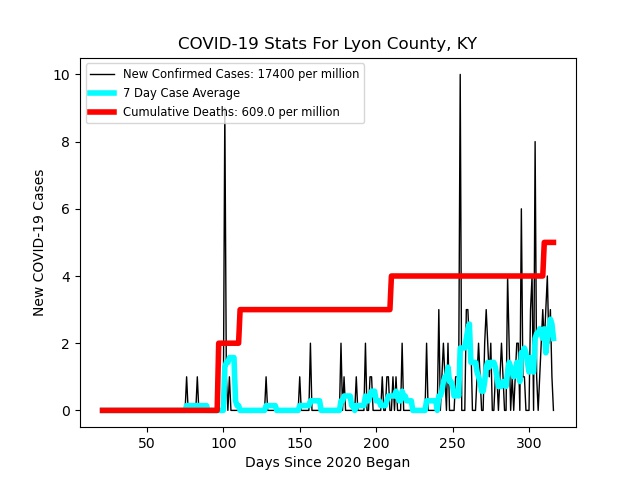 COVID-19 Stats For Lyon County, KY
New Confirmed Cases: 17400 per million
7 Day Case Average
Cumulative Deaths: 609.0 per million
New COVID-19 Cases
10
8
6
4
2
0
50 100 150 200 250 300
Days Since 2020 Began